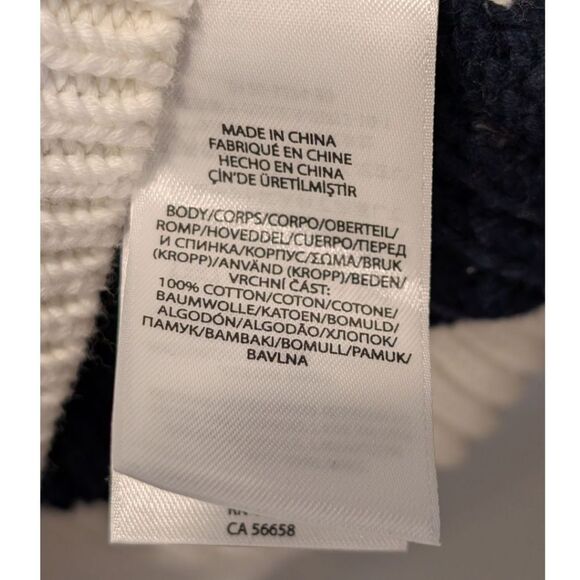 MADE IN CHINA
FABRIQUÉ EN CHINE
HECHO EN CHINA
ÇİN'DE ÜRETİLMİŞTİR
BODY/CORPS/CORPO/OBERTEIL/
ROMP/HOVEDDEL/CUERPO/ПЕРЕД
И СПИНКА/КОРПУС/ΣΩΜΑ/BRUK
(KROPP)/ANVÄND (KROPP)/BEDEN/
VRCHNÍ ČÁST:
100% COTTON/COTON/COTONE/
BAUMWOLLE/KATOEN/BOMULD/
ALGODÓN/ALGODÃO/ХЛОПОК/
ПАМУК/BAMBAKI/BOMULL/PAMUK/
BAVLNA
CA 56658